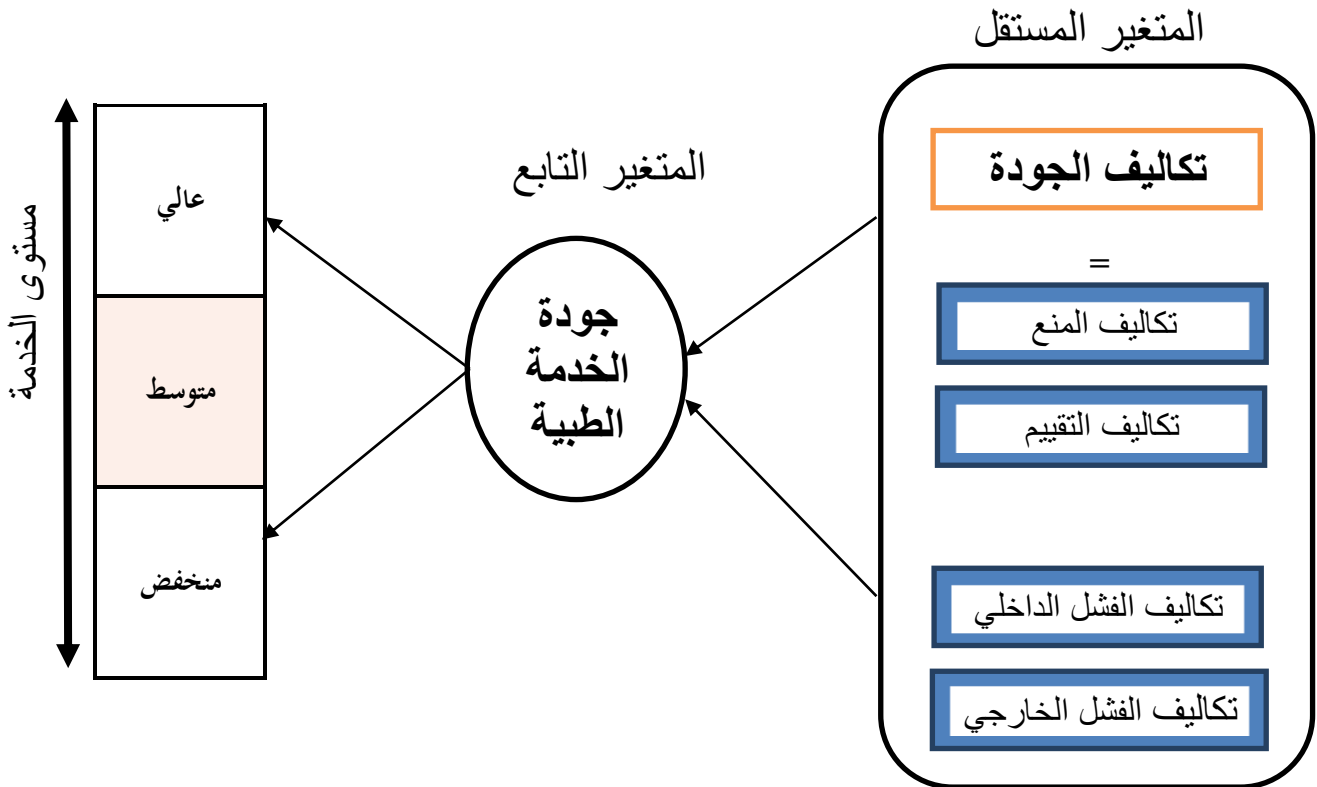 المتغير المستقل
تكاليف الجودة
=
تكاليف المنع
تكاليف التقييم
تكاليف الفشل الداخلي
تكاليف الفشل الخارجي
المتغير التابع
جودة
الخدمة
الطبية
عالي
متوسط
منخفض
مستوى الخدمة